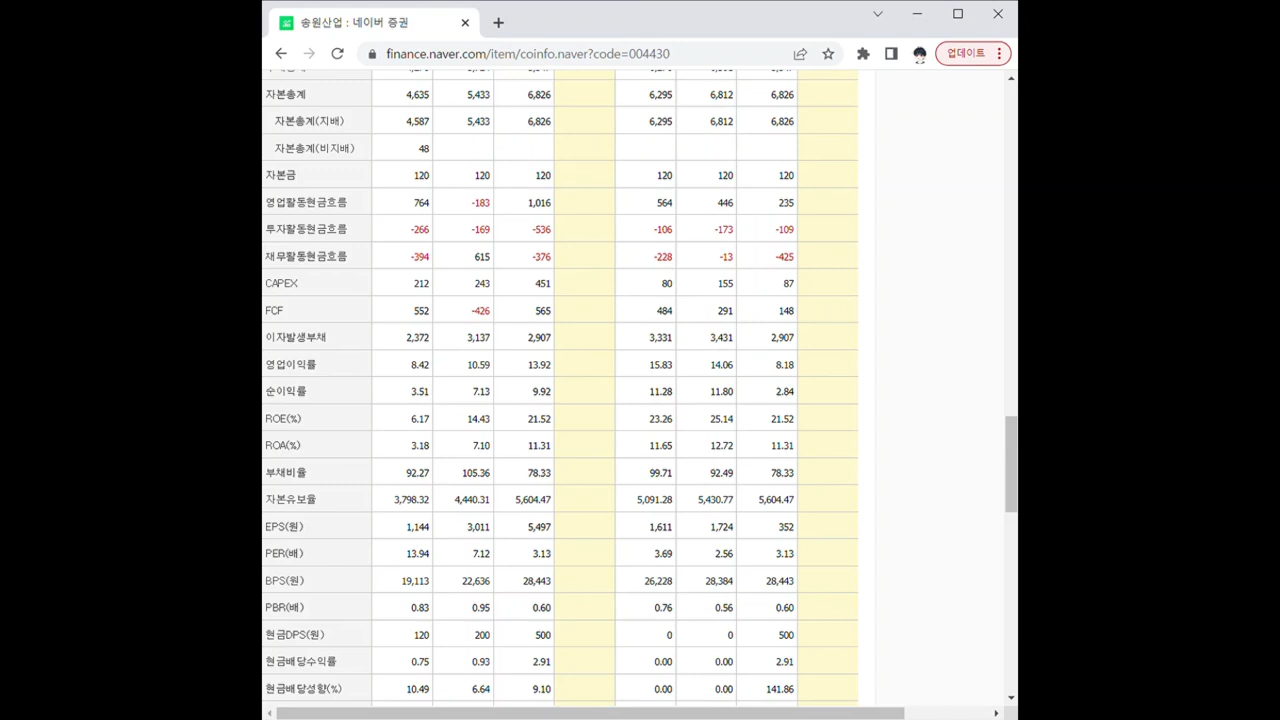 송원산업 : 네이버 증권
finance.naver.com/item/coinfo.naver?code=004430
업데이트
자본총계 4,635 5,433 6,826 6,295 6,812 6,826
자본총계(지배) 4,587 5,433 6,826 6,295 6,812 6,826
자본총계(비지배) 48
자본금 120 120 120 120 120 120
영업활동현금흐름 764 -183 1,016 564 446 235
투자활동현금흐름 -266 -169 -536 -106 -173 -109
재무활동현금흐름 -394 615 -376 -228 -13 -425
CAPEX 212 243 451 80 155 87
FCF 552 -426 565 484 291 148
이자발생부채 2,372 3,137 2,907 3,331 3,431 2,907
영업이익률 8.42 10.59 13.92 15.83 14.06 8.18
순이익률 3.51 7.13 9.92 11.28 11.80 2.84
ROE(%) 6.17 14.43 21.52 23.26 25.14 21.52
ROA(%) 3.18 7.10 11.31 11.65 12.72 11.31
부채비율 92.27 105.36 78.33 99.71 92.49 78.33
자본유보율 3,798.32 4,440.31 5,604.47 5,091.28 5,430.77 5,604.47
EPS(원) 1,144 3,011 5,497 1,611 1,724 352
PER(배) 13.94 7.12 3.13 3.69 2.56 3.13
BPS(원) 19,113 22,636 28,443 26,228 28,384 28,443
PBR(배) 0.83 0.95 0.60 0.76 0.56 0.60
현금DPS(원) 120 200 500 0 0 500
현금배당수익률 0.75 0.93 2.91 0.00 0.00 2.91
현금배당성향(%) 10.49 6.64 9.10 0.00 0.00 141.86